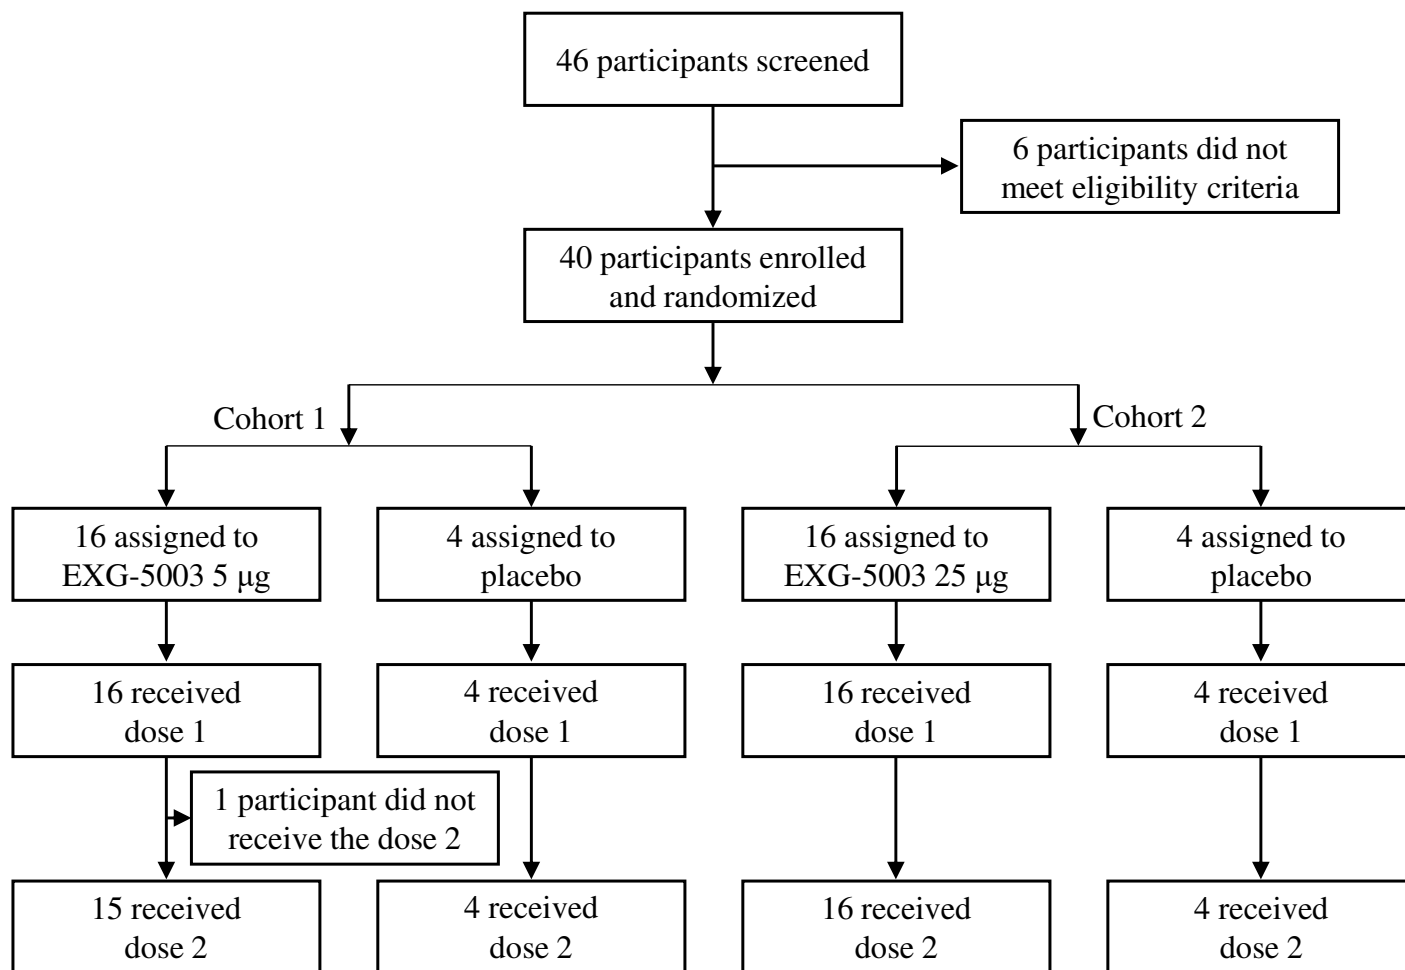 46 participants screened
6 participants did not
meet eligibility criteria
40 participants enrolled
and randomized
Cohort 1
Cohort 2
16 assigned to
EXG-5003 5 μg
4 assigned to
placebo
16 assigned to
EXG-5003 25 μg
4 assigned to
placebo
16 received
dose 1
4 received
dose 1
16 received
dose 1
4 received
dose 1
1 participant did not
receive the dose 2
15 received
dose 2
4 received
dose 2
16 received
dose 2
4 received
dose 2